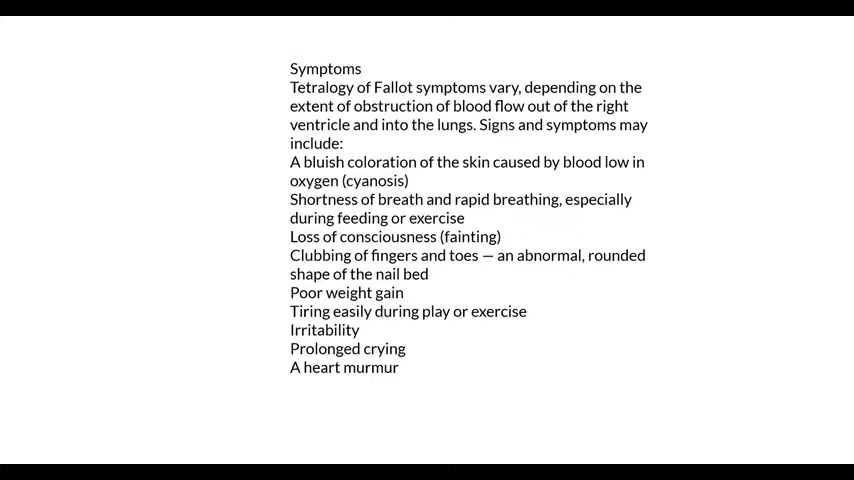 Symptoms
Tetralogy of Fallot symptoms vary, depending on the
extent of obstruction of blood flow out of the right
ventricle and into the lungs. Signs and symptoms may
include:
A bluish coloration of the skin caused by blood low in
oxygen (cyanosis)
Shortness of breath and rapid breathing, especially
during feeding or exercise
Loss of consciousness (fainting)
Clubbing of fingers and toes — an abnormal, rounded
shape of the nail bed
Poor weight gain
Tiring easily during play or exercise
Irritability
Prolonged crying
A heart murmur